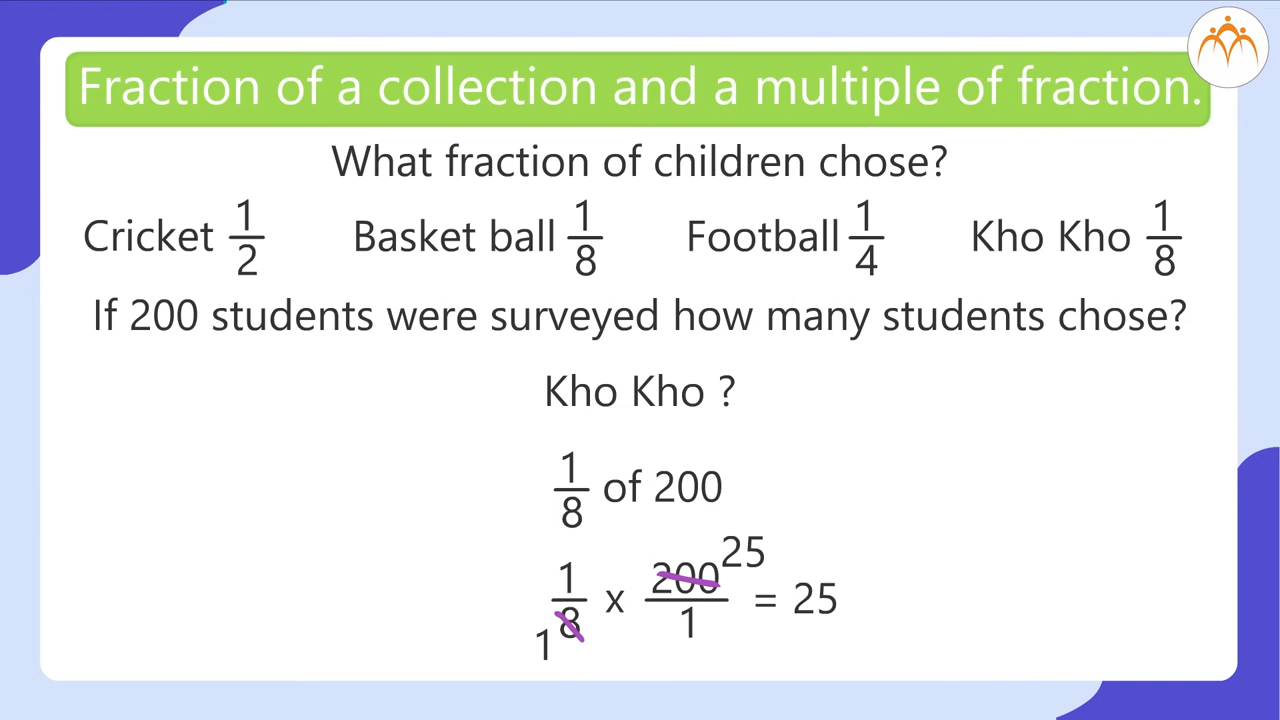 Fraction of a collection and a multiple of fraction.
What fraction of children chose?
Cricket 1/2 Basket ball 1/8 Football 1/4 Kho Kho 1/8
If 200 students were surveyed how many students chose?
Kho Kho ?
1/8 of 200
25
1/8 x 200/1 = 25
1